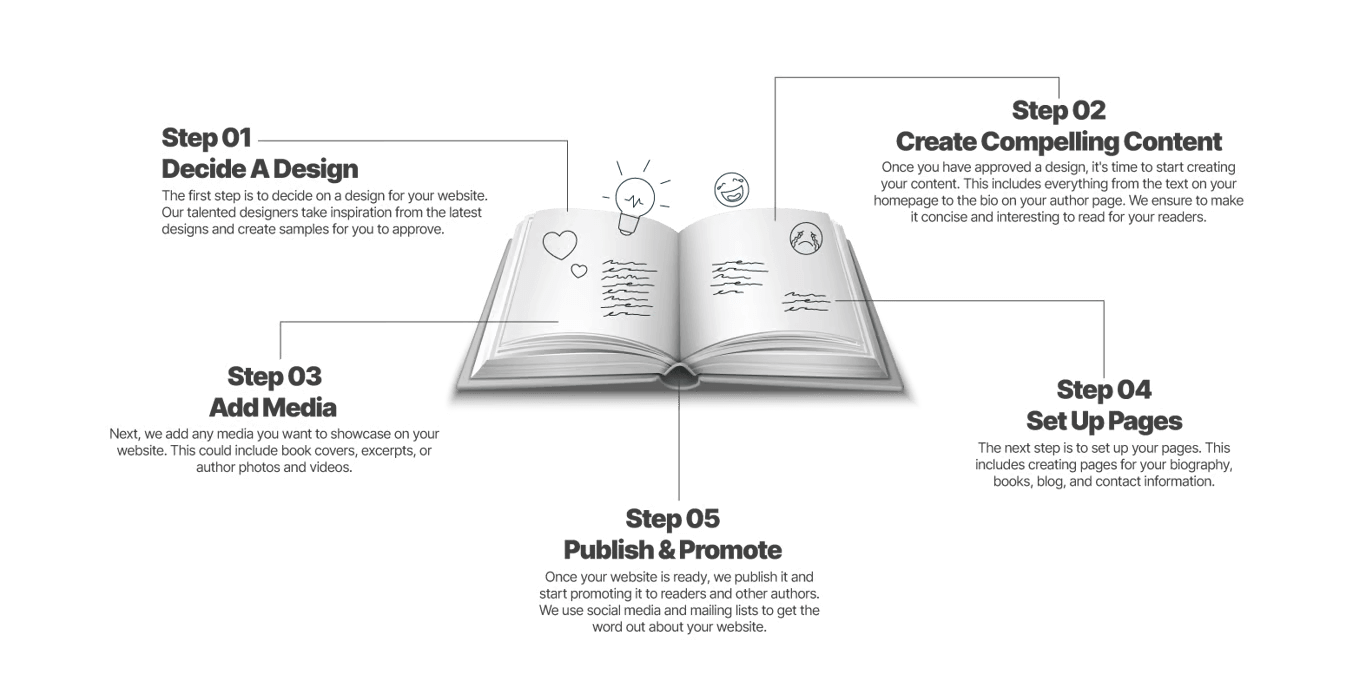 Step 01
Decide A Design
The first step is to decide on a design for your website.
Our talented designers take inspiration from the latest
designs and create samples for you to approve.
Step 02
Create Compelling Content
Once you have approved a design, it's time to start creating
your content. This includes everything from the text on your
homepage to the bio on your author page. We ensure to make
it concise and interesting to read for your readers.
Step 03
Add Media
Next, we add any media you want to showcase on your
website. This could include book covers, excerpts, or
author photos and videos.
Step 04
Set Up Pages
The next step is to set up your pages. This
includes creating pages for your biography,
books, blog, and contact information.
Step 05
Publish & Promote
Once your website is ready, we publish it and
start promoting it to readers and other authors.
We use social media and mailing lists to get the
word out about your website.